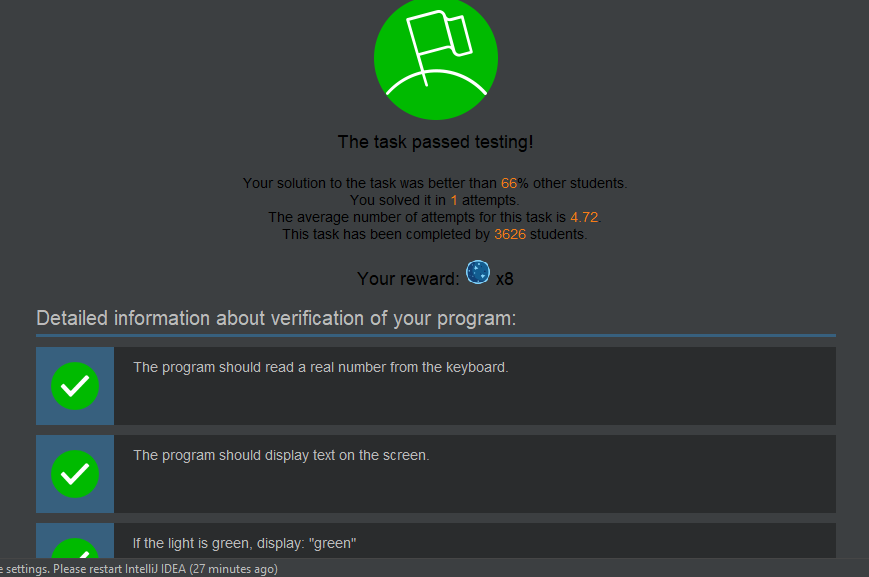 The task passed testing!
Your solution to the task was better than 66% other students.
You solved it in 1 attempts.
The average number of attempts for this task is 4.72
This task has been completed by 3626 students.
Your reward: x8
Detailed information about verification of your program:
The program should read a real number from the keyboard.
The program should display text on the screen.
If the light is green, display: "green"
e settings. Please restart IntelliJ IDEA (27 minutes ago)